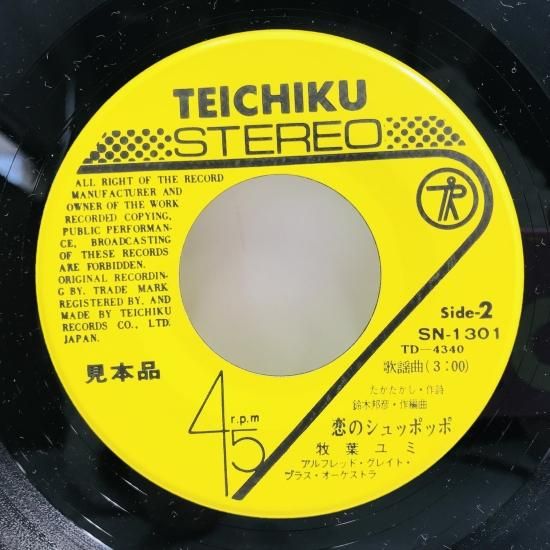 TEICHIKU
STEREO
ALL RIGHT OF THE RECORD
MANUFACTURER AND
OWNER OF THE WORK
RECORDED COPYING,
PUBLIC PERFORMAN-
CE, BROADCASTING
OF THESE RECORDS
ARE FORBIDDEN.
ORIGINAL RECORDIN-
G BY. TRADE MARK
REGISTERED BY. AND
MADE BY TEICHIKU
RECORDS CO., LTD.
JAPAN.
見本品
45 r.p.m
Side-2
SN-1301
TD-4340
歌謡曲(3:00)
たかたかし・作詩
鈴木邦彦・作編曲
恋のシュッポッポ
牧葉ユミ
アルフレッド・グレイト・
ブラス・オーケストラ